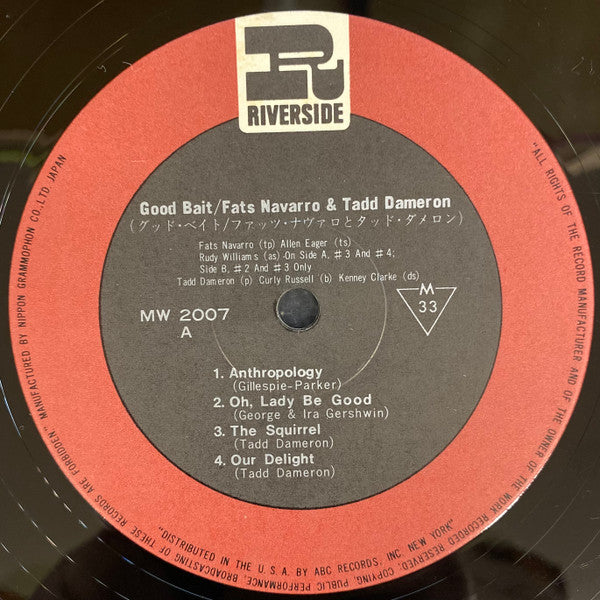 RIVERSIDE
Good Bait/Fats Navarro & Tadd Dameron
(グッド・ベイト/ファッツ・ナヴァロとタッド・ダメロン)
Fats Navarro (tp) Allen Eager (ts)
Rudy Williams (as) On Side A, #3 And #4;
Side B, #2 And #3 Only
Tadd Dameron (p) Curly Russell (b) Kenney Clarke (ds)
MW 2007
A
M
33
1. Anthropology
(Gillespie-Parker)
2. Oh, Lady Be Good
(George & Ira Gershwin)
3. The Squirrel
(Tadd Dameron)
4. Our Delight
(Tadd Dameron)
"ALL RIGHTS OF THE RECORD MANUFACTURER AND OF THE OWNER OF THE WORK RECORDED RESERVED. COPYING, PUBLIC PERFORMANCE, BROADCASTING OF THESE RECORDS ARE FORBIDDEN" MANUFACTURED BY NIPPON GRAMMOPHON CO., LTD. JAPAN
"DISTRIBUTED IN THE U.S.A. BY ABC RECORDS, INC. NEW YORK"